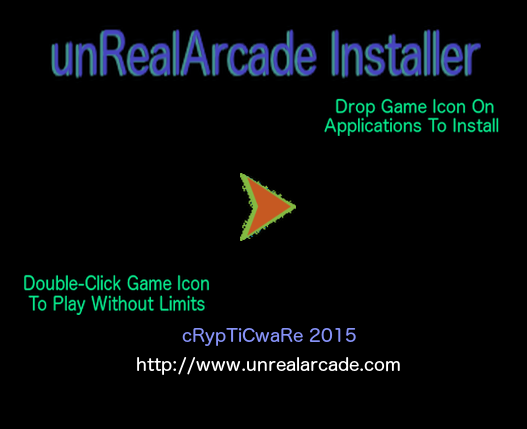 unRealArcade Installer
Drop Game Icon On
Applications To Install
Double-Click Game Icon
To Play Without Limits
cRypTiCwaRe 2015
http://www.unrealarcade.com